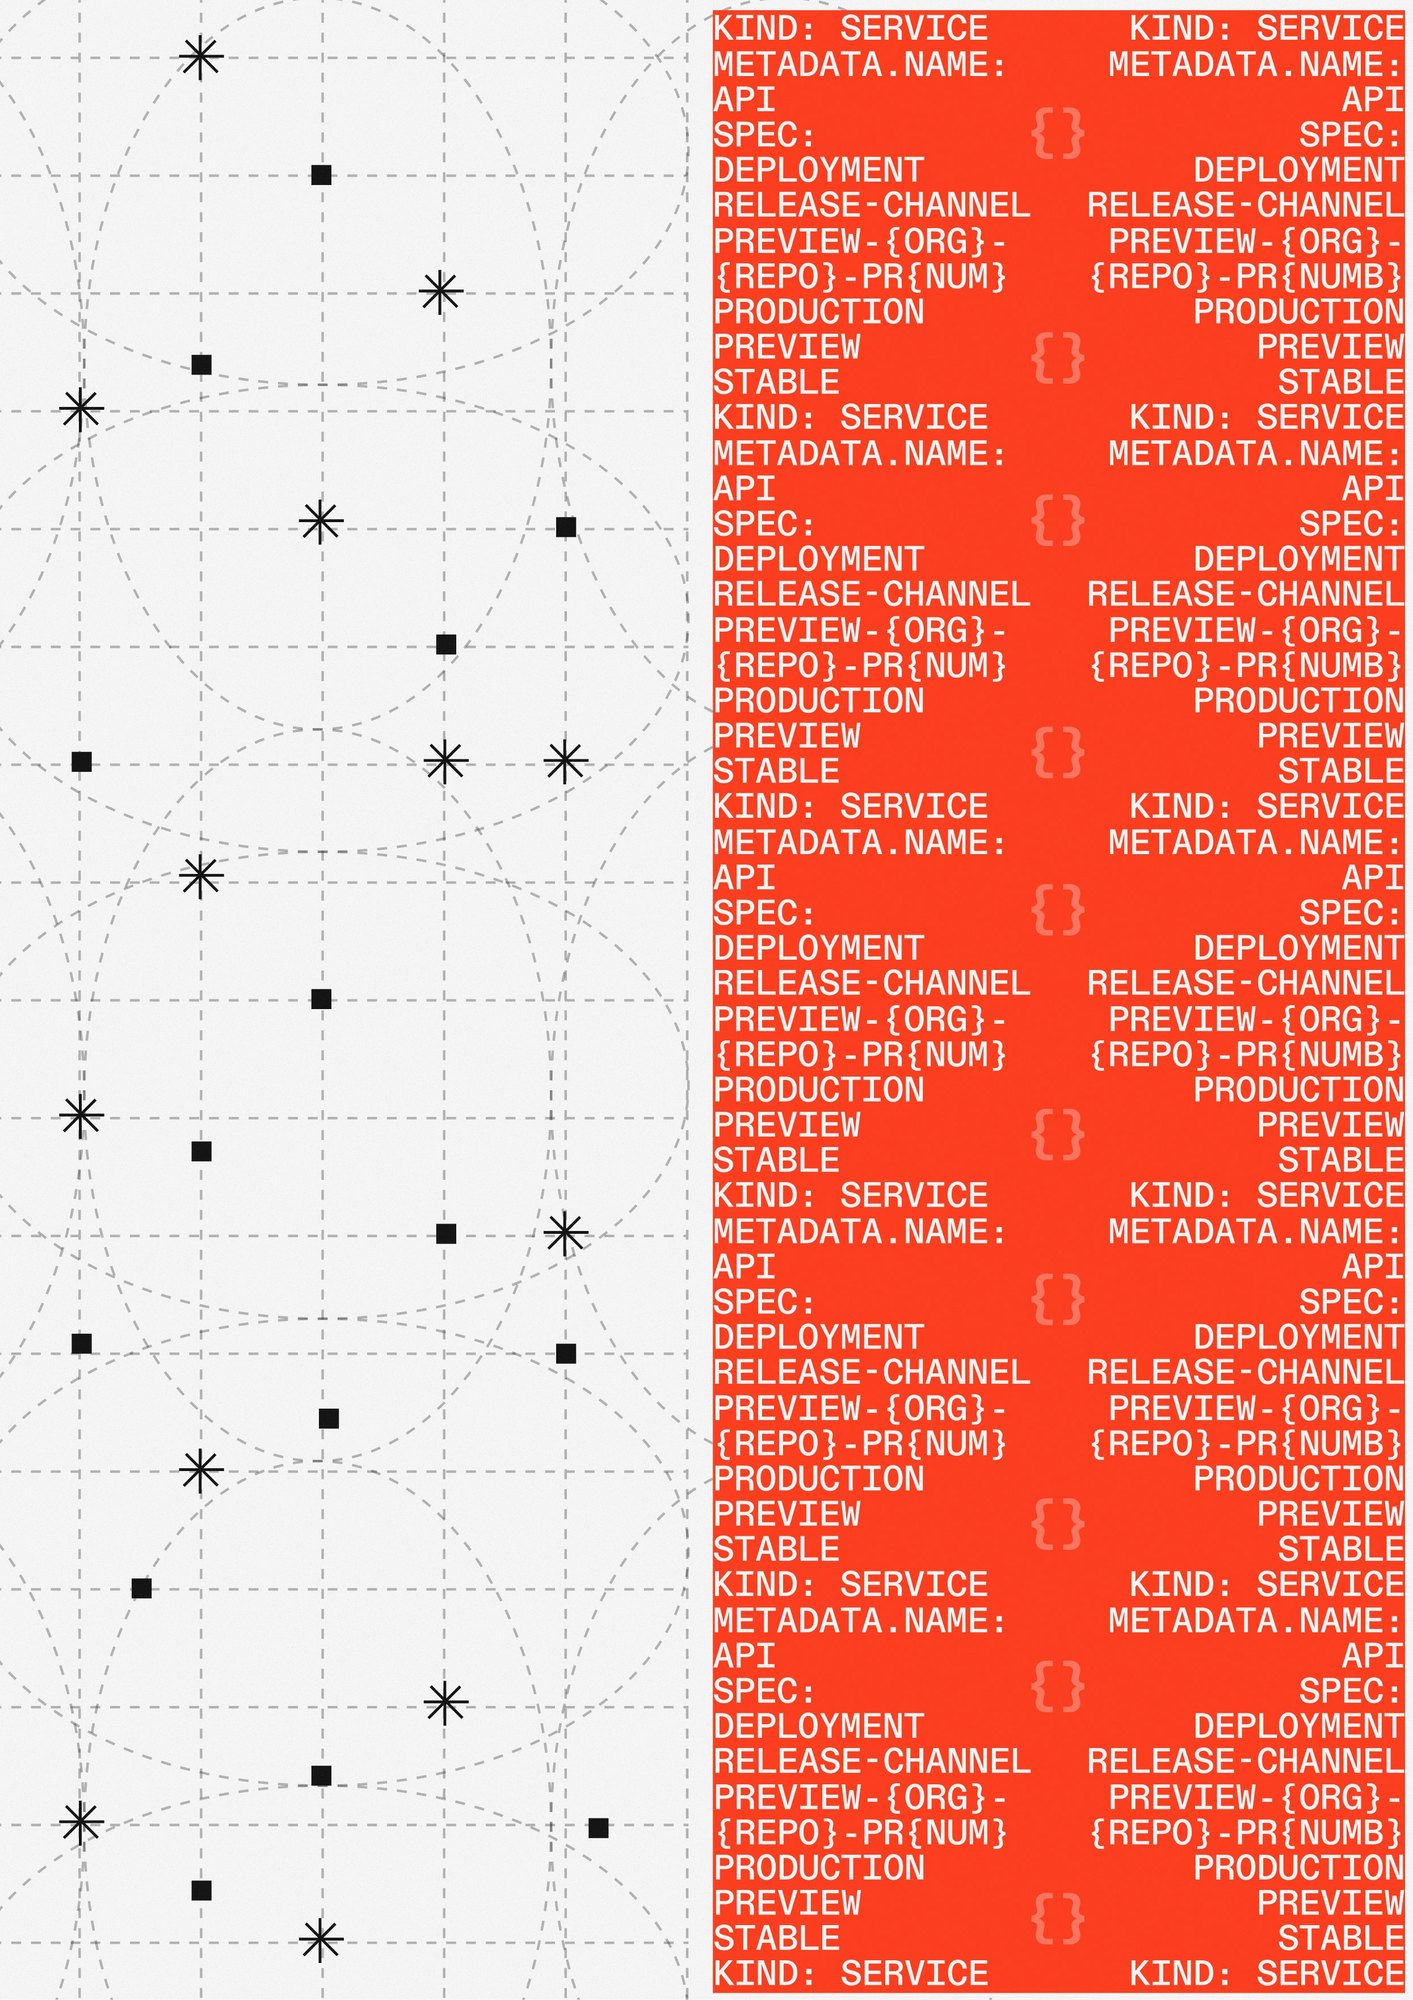 KIND: SERVICE KIND: SERVICE
METADATA.NAME: METADATA.NAME:
API API
{}
SPEC: SPEC:
DEPLOYMENT DEPLOYMENT
RELEASE-CHANNEL RELEASE-CHANNEL
PREVIEW-{ORG}- PREVIEW-{ORG}-
{REPO}-PR{NUM} {REPO}-PR{NUMB}
PRODUCTION PRODUCTION
PREVIEW {} PREVIEW
STABLE STABLE
KIND: SERVICE KIND: SERVICE
METADATA.NAME: METADATA.NAME:
API API
SPEC: {} SPEC:
DEPLOYMENT DEPLOYMENT
RELEASE-CHANNEL RELEASE-CHANNEL
PREVIEW-{ORG}- PREVIEW-{ORG}-
{REPO}-PR{NUM} {REPO}-PR{NUMB}
PRODUCTION PRODUCTION
PREVIEW {} PREVIEW
STABLE STABLE
KIND: SERVICE KIND: SERVICE
METADATA.NAME: METADATA.NAME:
API API
SPEC: {} SPEC:
DEPLOYMENT DEPLOYMENT
RELEASE-CHANNEL RELEASE-CHANNEL
PREVIEW-{ORG}- PREVIEW-{ORG}-
{REPO}-PR{NUM} {REPO}-PR{NUMB}
PRODUCTION PRODUCTION
PREVIEW {} PREVIEW
STABLE STABLE
KIND: SERVICE KIND: SERVICE
METADATA.NAME: METADATA.NAME:
API API
SPEC: {} SPEC:
DEPLOYMENT DEPLOYMENT
RELEASE-CHANNEL RELEASE-CHANNEL
PREVIEW-{ORG}- PREVIEW-{ORG}-
{REPO}-PR{NUM} {REPO}-PR{NUMB}
PRODUCTION PRODUCTION
PREVIEW {} PREVIEW
STABLE STABLE
KIND: SERVICE KIND: SERVICE
METADATA.NAME: METADATA.NAME:
API API
SPEC: {} SPEC:
DEPLOYMENT DEPLOYMENT
RELEASE-CHANNEL RELEASE-CHANNEL
PREVIEW-{ORG}- PREVIEW-{ORG}-
{REPO}-PR{NUM} {REPO}-PR{NUMB}
PRODUCTION PRODUCTION
PREVIEW {} PREVIEW
STABLE STABLE
KIND: SERVICE KIND: SERVICE